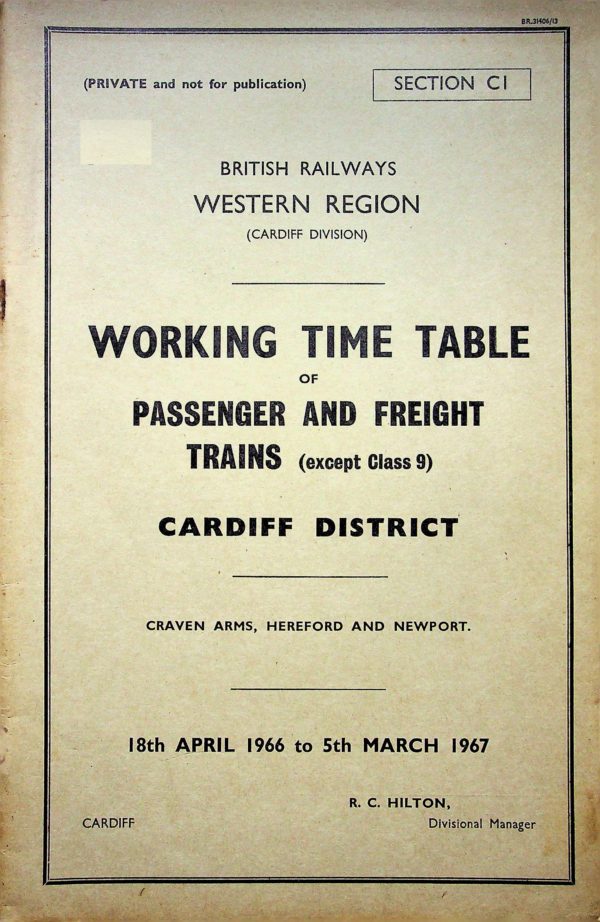 BR.31406/13
(PRIVATE and not for publication)
SECTION C1
BRITISH RAILWAYS
WESTERN REGION
(CARDIFF DIVISION)
WORKING TIME TABLE
OF
PASSENGER AND FREIGHT
TRAINS (except Class 9)
CARDIFF DISTRICT
CRAVEN ARMS, HEREFORD AND NEWPORT.
18th APRIL 1966 to 5th MARCH 1967
R. C. HILTON,
CARDIFF
Divisional Manager